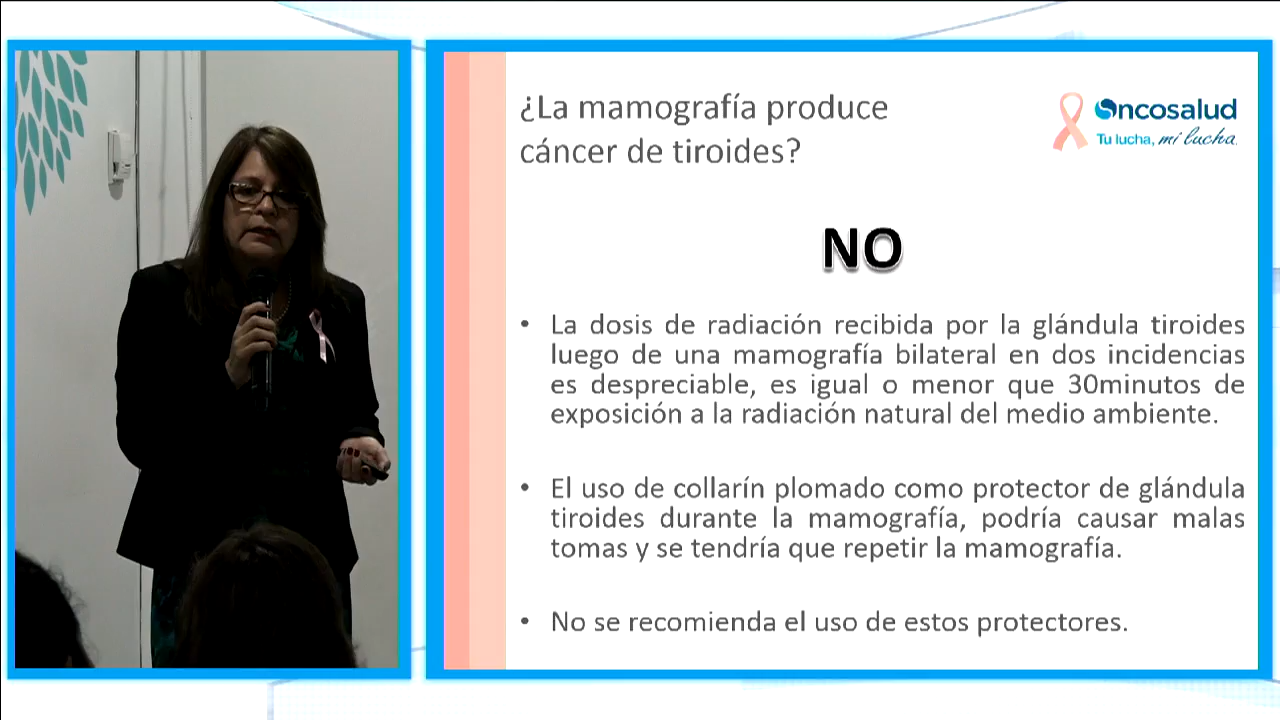 ¿La mamografía produce
cáncer de tiroides?
Oncosalud
Tu lucha, mi lucha.
NO
• La dosis de radiación recibida por la glándula tiroides
luego de una mamografía bilateral en dos incidencias
es despreciable, es igual o menor que 30minutos de
exposición a la radiación natural del medio ambiente.
• El uso de collarín plomado como protector de glándula
tiroides durante la mamografía, podría causar malas
tomas y se tendría que repetir la mamografía.
• No se recomienda el uso de estos protectores.